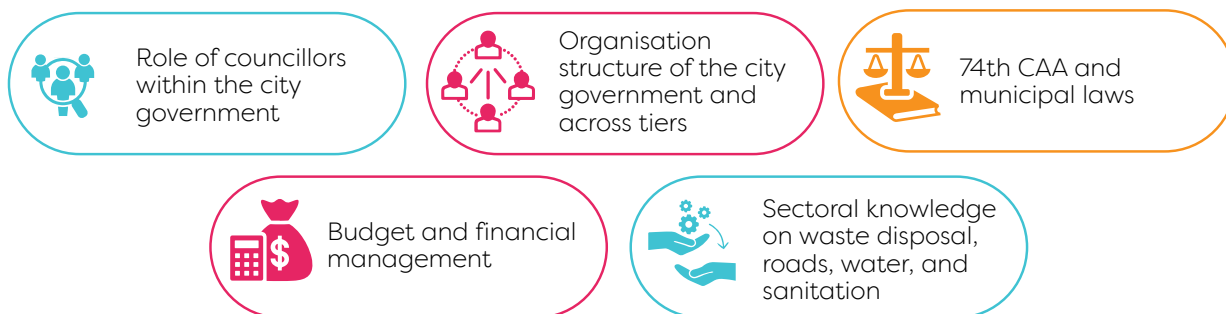 Role of councillors
within the city
government
Organisation
structure of the city
government and
across tiers
74th CAA and
municipal laws
$
Budget and financial
management
Sectoral knowledge
on waste disposal,
roads, water, and
sanitation